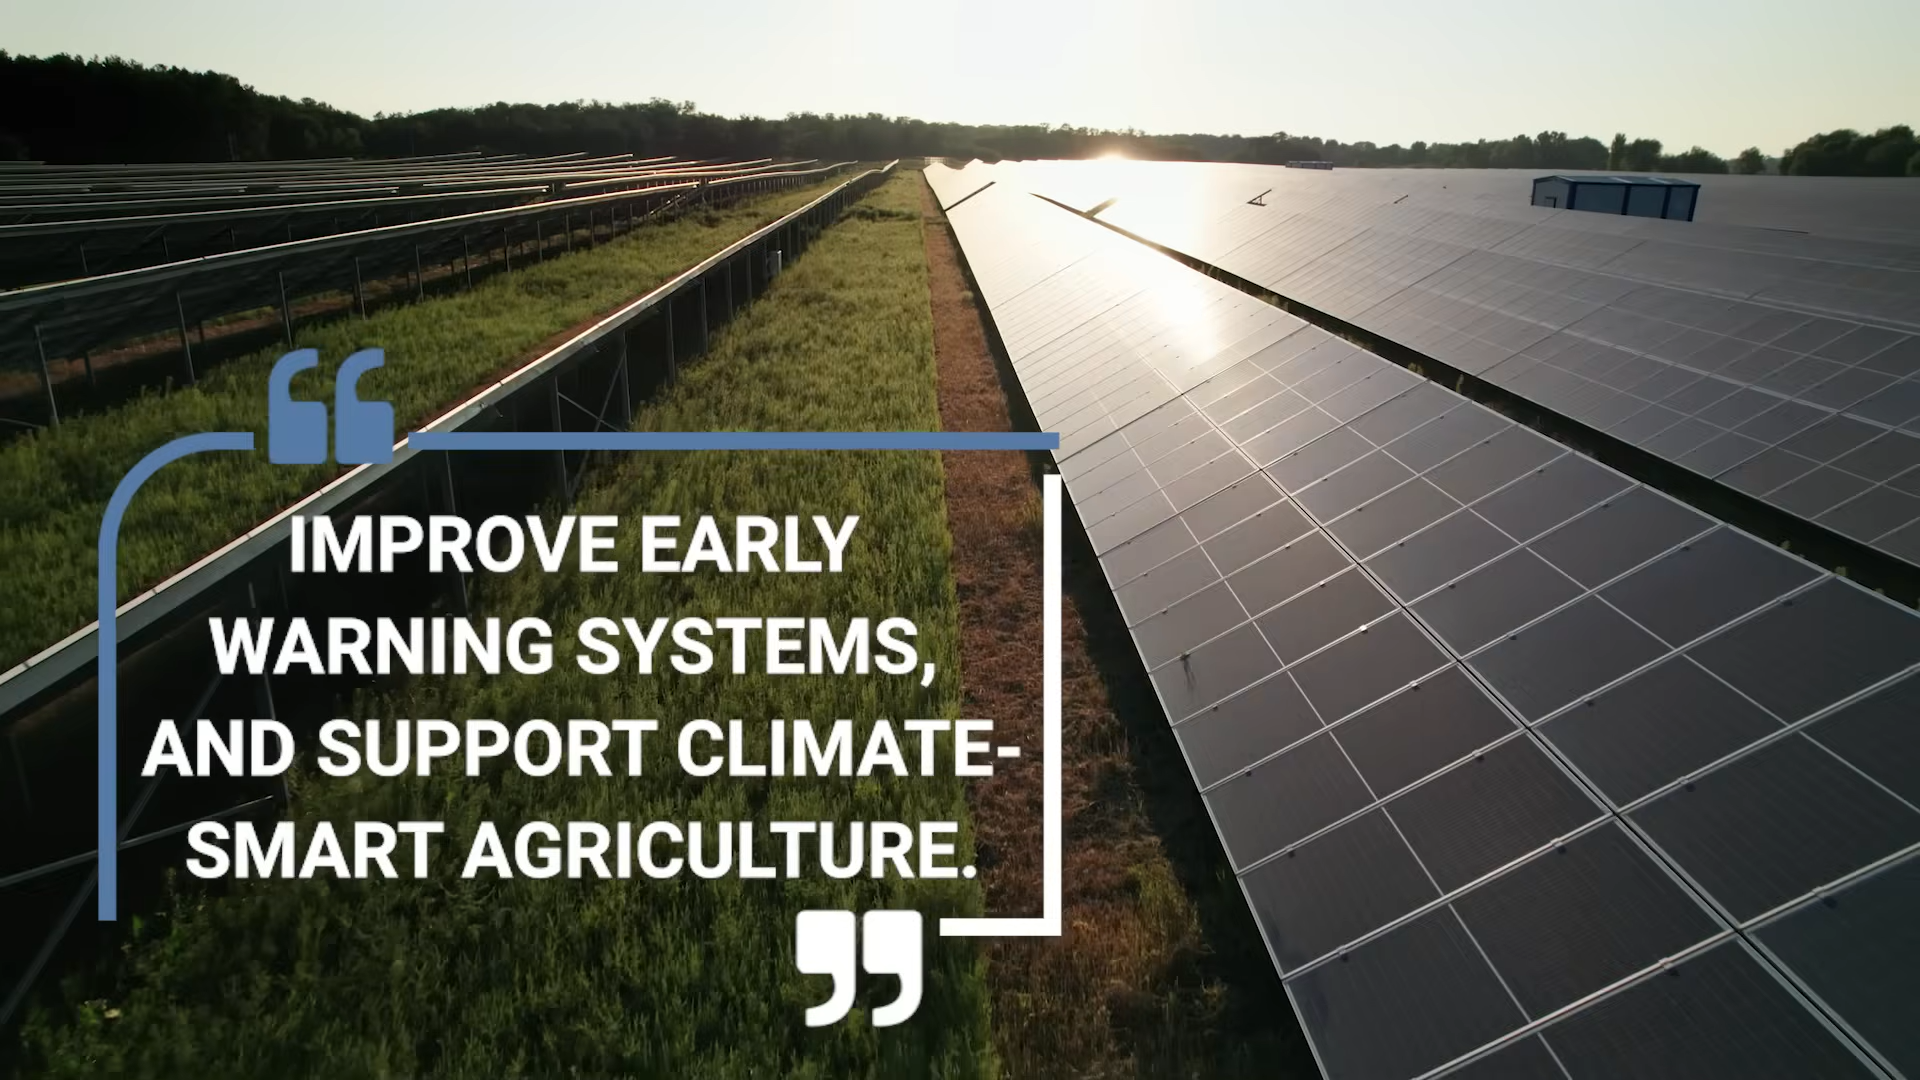 IMPROVE EARLY
WARNING SYSTEMS,
AND SUPPORT CLIMATE-
SMART AGRICULTURE.